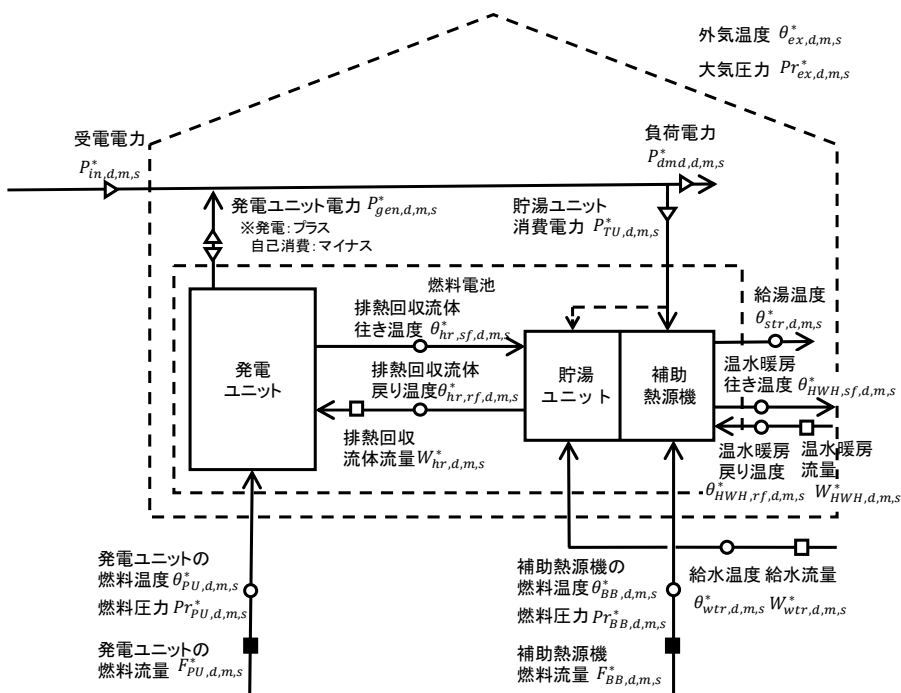 外気温度 θ*ex,d,m,s
大気圧力 Pr*ex,d,m,s
受電電力
P*in,d,m,s
負荷電力
P*dmd,d,m,s
発電ユニット電力 P*gen,d,m,s
※発電：プラス
自己消費：マイナス
貯湯ユニット
消費電力 P*TU,d,m,s
燃料電池
排熱回収流体
往き温度 θ*hr,sf,d,m,s
給湯温度
θ*str,d,m,s
発電
ユニット
排熱回収流体
戻り温度θ*hr,rf,d,m,s
貯湯
ユニット
補助
熱源機
温水暖房
往き温度 θ*HWH,sf,d,m,s
排熱回収
流体流量W*hr,d,m,s
温水暖房
戻り温度
θ*HWH,rf,d,m,s
温水暖房
流量
W*HWH,d,m,s
発電ユニットの
燃料温度θ*PU,d,m,s
燃料圧力 Pr*PU,d,m,s
補助熱源機の
燃料温度θ*BB,d,m,s
燃料圧力 Pr*BB,d,m,s
給水温度 給水流量
θ*wtr,d,m,s W*wtr,d,m,s
発電ユニットの
燃料流量 F*PU,d,m,s
補助熱源機
燃料流量 F*BB,d,m,s